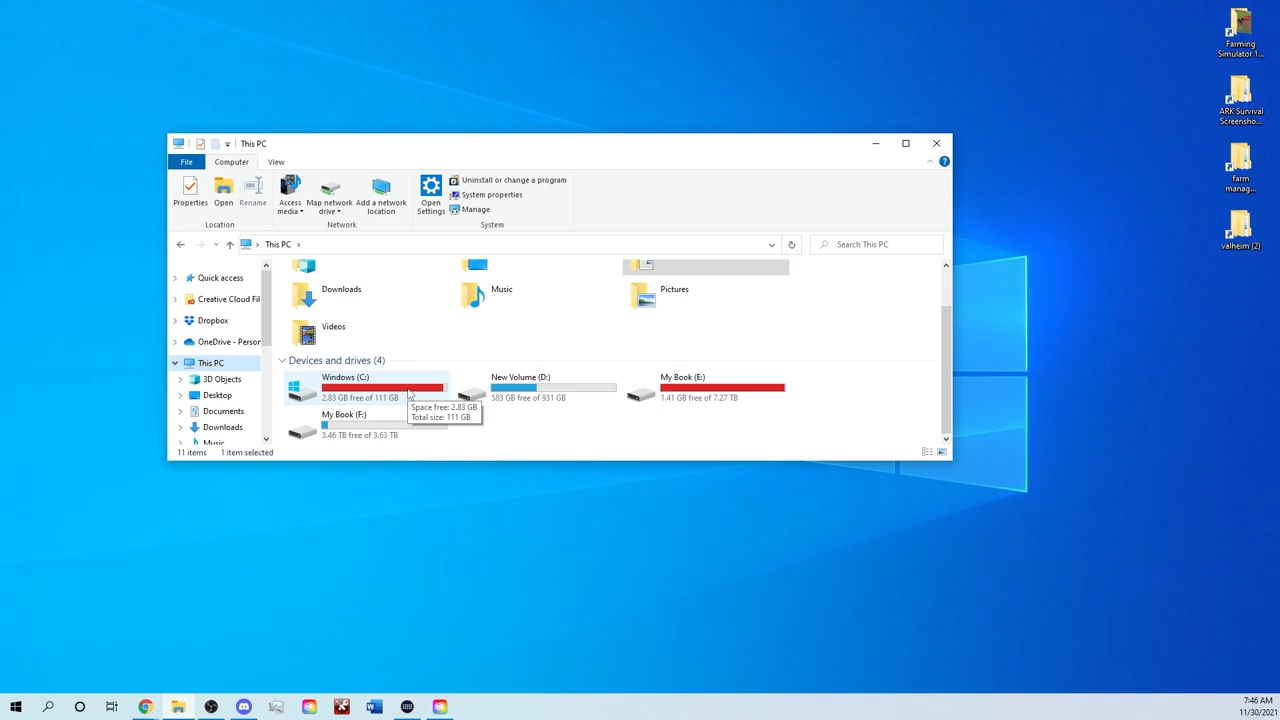 Farming
Simulator 1...
ARK Survival
Screensho...
farm
manag...
valheim (2)
This PC
File
Computer
View
Properties
Open
Rename
Access
media
Map network
drive
Add a network
location
Open
Settings
Uninstall or change a program
System properties
Manage
Location
Network
System
This PC
Search This PC
Quick access
Creative Cloud Fil
Dropbox
OneDrive - Person
This PC
3D Objects
Desktop
Documents
Downloads
Music
Downloads
Music
Pictures
Videos
Devices and drives (4)
Windows (C:)
2.83 GB free of 111 GB
New Volume (D:)
583 GB free of 931 GB
My Book (E:)
1.41 GB free of 7.27 TB
Space free: 2.83 GB
Total size: 111 GB
My Book (F:)
3.46 TB free of 3.63 TB
11 items
1 item selected
7:46 AM
11/30/2021